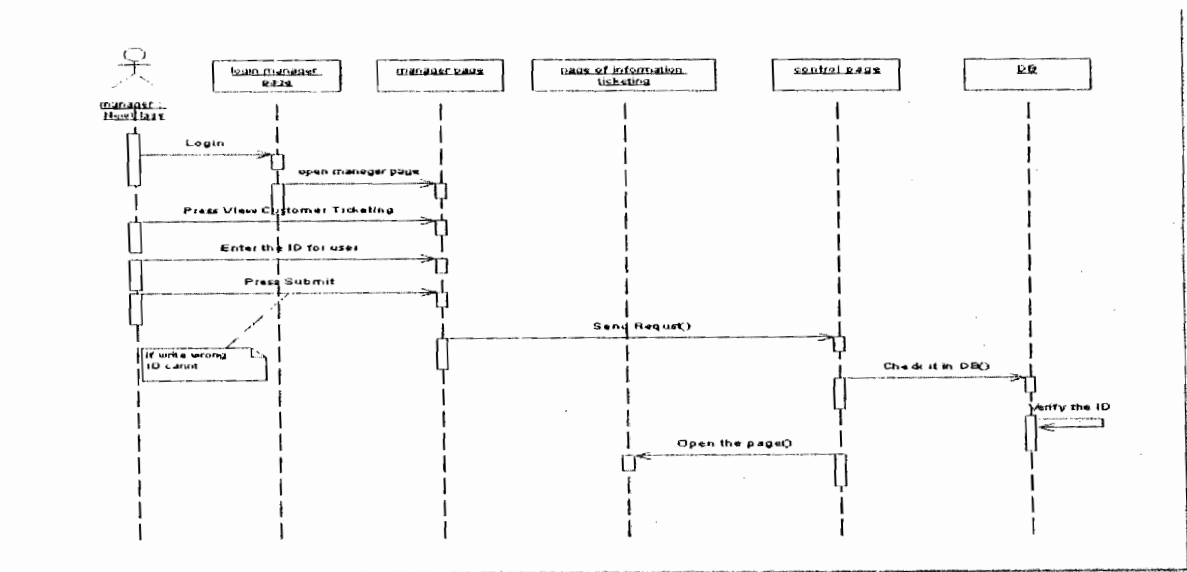 login manager
page
manager page
page of information
ticketing
control page
DB
manager :
NewClass
Login
open manager page
Press View Customer Ticketing
Enter the ID for user
Press Submit
Send Requst()
If write wrong
ID cannt
Check it in DB()
Verify the ID
Open the page()